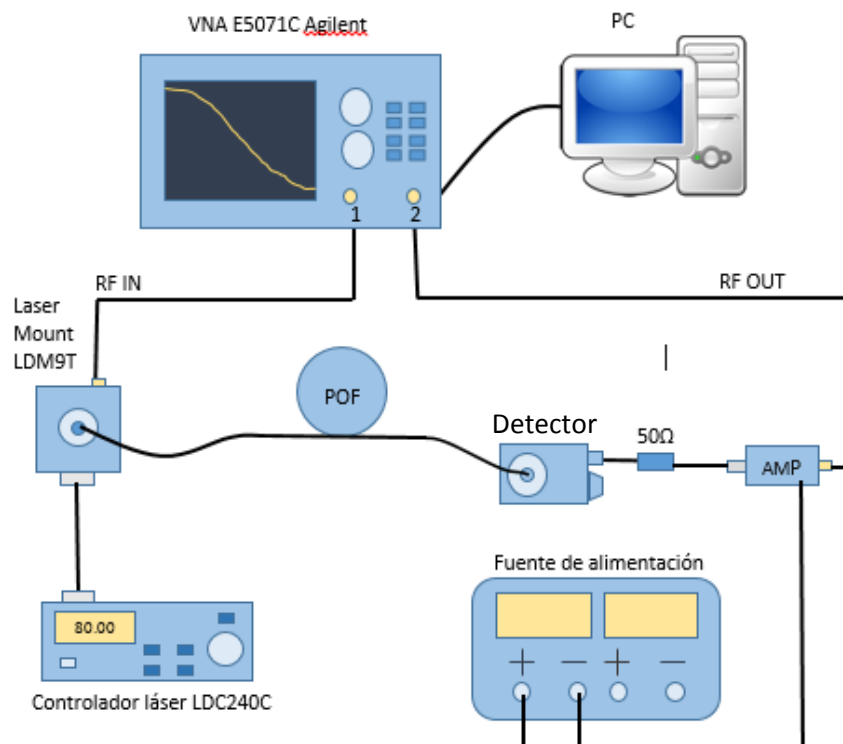 VNA E5071C Agilent
PC
1
2
RF IN
RF OUT
Laser
Mount
LDM9T
POF
Detector
50Ω
AMP
Fuente de alimentación
80.00
+ — + —
Controlador láser LDC240C